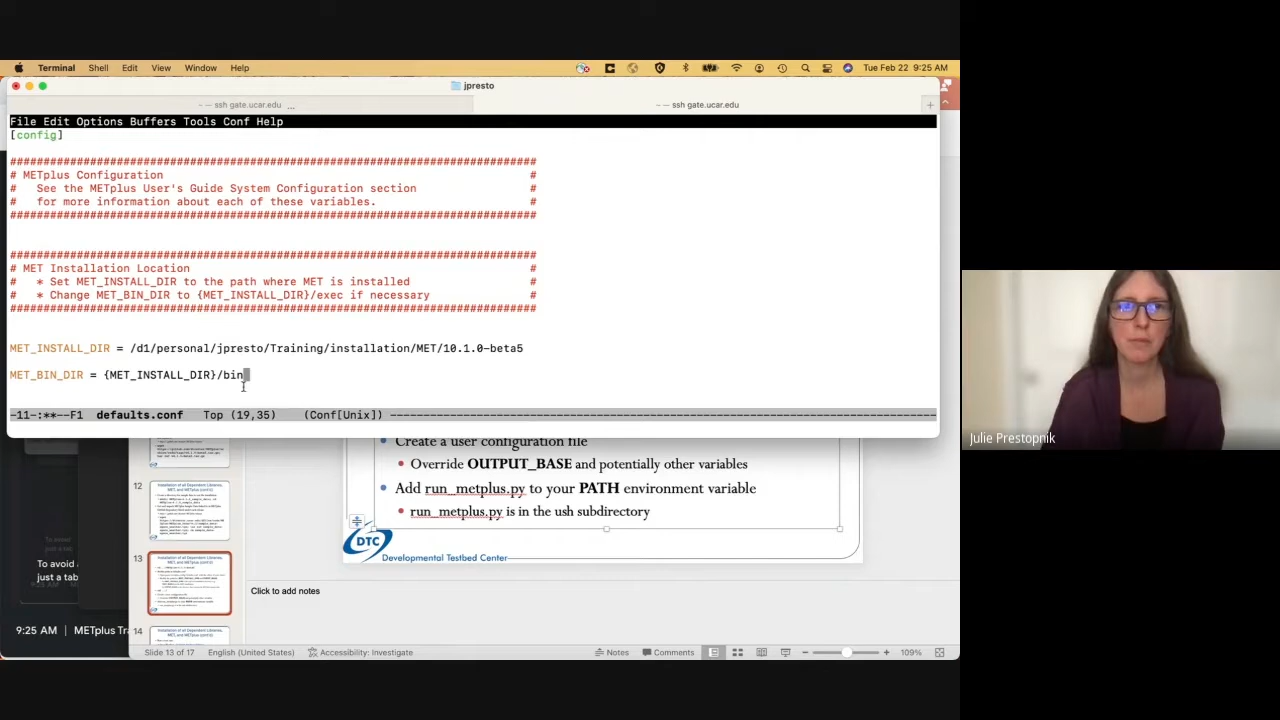 Terminal Shell Edit View Window Help
Tue Feb 22 9:25 AM
jpresto
~ — ssh gate.ucar.edu ...
~ — ssh gate.ucar.edu
File Edit Options Buffers Tools Conf Help
[config]
###############################################################################
# METplus Configuration #
# See the METplus User's Guide System Configuration section #
# for more information about each of these variables. #
###############################################################################
###############################################################################
# MET Installation Location #
# * Set MET_INSTALL_DIR to the path where MET is installed #
# * Change MET_BIN_DIR to {MET_INSTALL_DIR}/exec if necessary #
###############################################################################
MET_INSTALL_DIR = /d1/personal/jpresto/Training/installation/MET/10.1.0-beta5
MET_BIN_DIR = {MET_INSTALL_DIR}/bin
-11-:**--F1 defaults.conf Top (19,35) (Conf[Unix])
Create a user configuration file
Override OUTPUT_BASE and potentially other variables
Add run_metplus.py to your PATH environment variable
run_metplus.py is in the ush subdirectory
DTC
Developmental Testbed Center
12
13
14
To avoid
just a tab
9:25 AM | METplus Tra
Click to add notes
Slide 13 of 17 English (United States) Accessibility: Investigate Notes Comments 109%
Julie Prestopnik